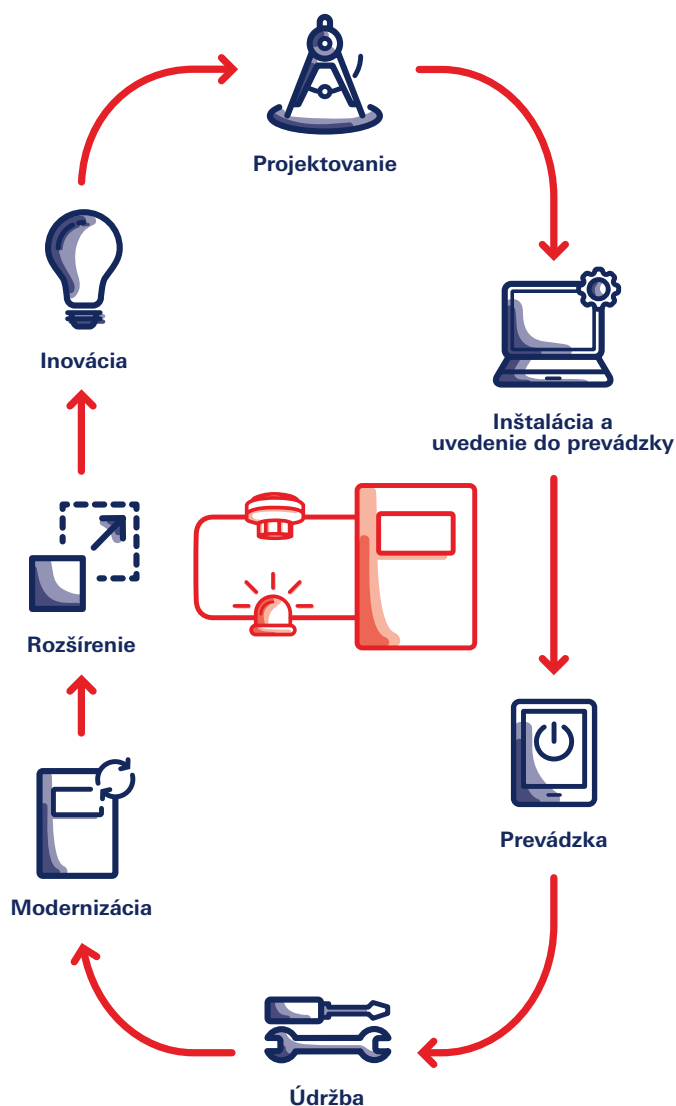 Projektovanie
Inovácia
Inštalácia a
uvedenie do prevádzky
Rozšírenie
Prevádzka
Modernizácia
Údržba